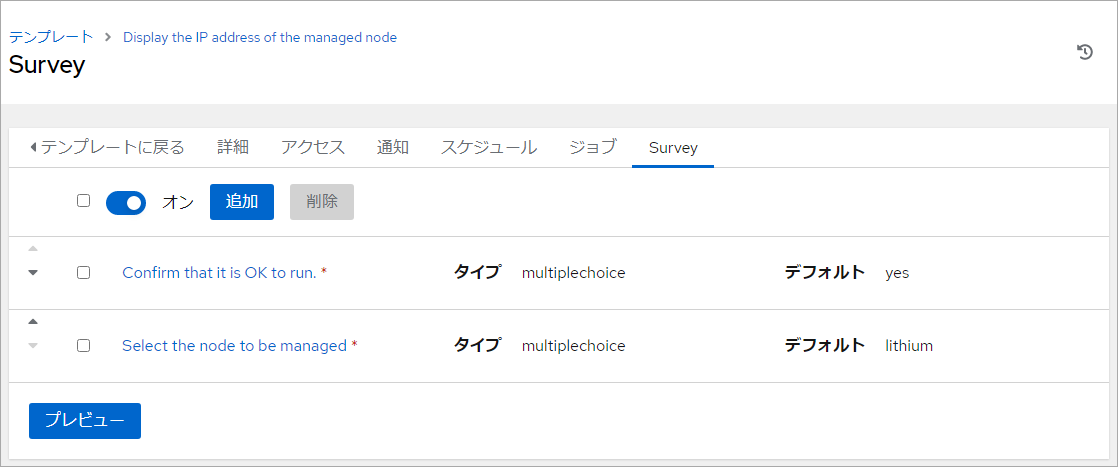 テンプレート > Display the IP address of the managed node
Survey
テンプレートに戻る 詳細 アクセス 通知 スケジュール ジョブ Survey
オン 追加 削除
Confirm that it is OK to run. * タイプ multiplechoice デフォルト yes
Select the node to be managed * タイプ multiplechoice デフォルト lithium
プレビュー